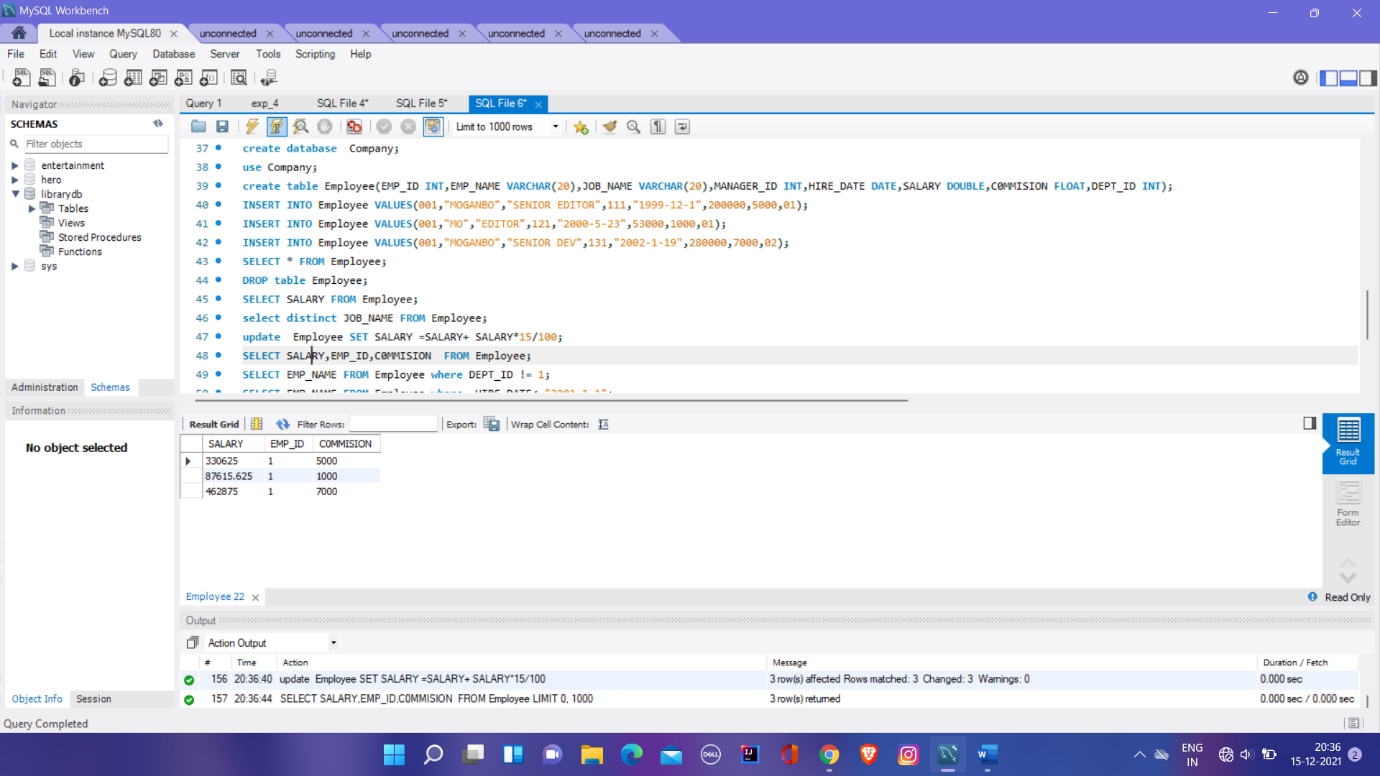 MySQL Workbench
Local instance MySQL80 unconnected unconnected unconnected unconnected unconnected
File Edit View Query Database Server Tools Scripting Help
Navigator
SCHEMAS
Filter objects
entertainment
hero
librarydb
Tables
Views
Stored Procedures
Functions
sys
Administration Schemas
Information
No object selected
Object Info Session
Query 1 exp_4 SQL File 4* SQL File 5* SQL File 6*
Limit to 1000 rows
37 create database  Company;
38 use Company;
39 create table Employee(EMP_ID INT,EMP_NAME VARCHAR(20),JOB_NAME VARCHAR(20),MANAGER_ID INT,HIRE_DATE DATE,SALARY DOUBLE,C0MMISION FLOAT,DEPT_ID INT);
40 INSERT INTO Employee VALUES(001,"MOGANBO","SENIOR EDITOR",111,"1999-12-1",200000,5000,01);
41 INSERT INTO Employee VALUES(001,"MO","EDITOR",121,"2000-5-23",53000,1000,01);
42 INSERT INTO Employee VALUES(001,"MOGANBO","SENIOR DEV",131,"2002-1-19",280000,7000,02);
43 SELECT * FROM Employee;
44 DROP table Employee;
45 SELECT SALARY FROM Employee;
46 select distinct JOB_NAME FROM Employee;
47 update  Employee SET SALARY =SALARY+ SALARY*15/100;
48 SELECT SALARY,EMP_ID,C0MMISION  FROM Employee;
49 SELECT EMP_NAME FROM Employee where DEPT_ID != 1;
Result Grid Filter Rows: Export: Wrap Cell Content:
SALARY EMP_ID C0MMISION
330625 1 5000
87615.625 1 1000
462875 1 7000
Result Grid
Form Editor
Employee 22 Read Only
Output
Action Output
# Time Action Message Duration / Fetch
156 20:36:40 update  Employee SET SALARY =SALARY+ SALARY*15/100 3 row(s) affected Rows matched: 3  Changed: 3  Warnings: 0 0.000 sec
157 20:36:44 SELECT SALARY,EMP_ID,C0MMISION  FROM Employee LIMIT 0, 1000 3 row(s) returned 0.000 sec / 0.000 sec
Query Completed
DELL
ENG
IN
20:36
15-12-2021
2